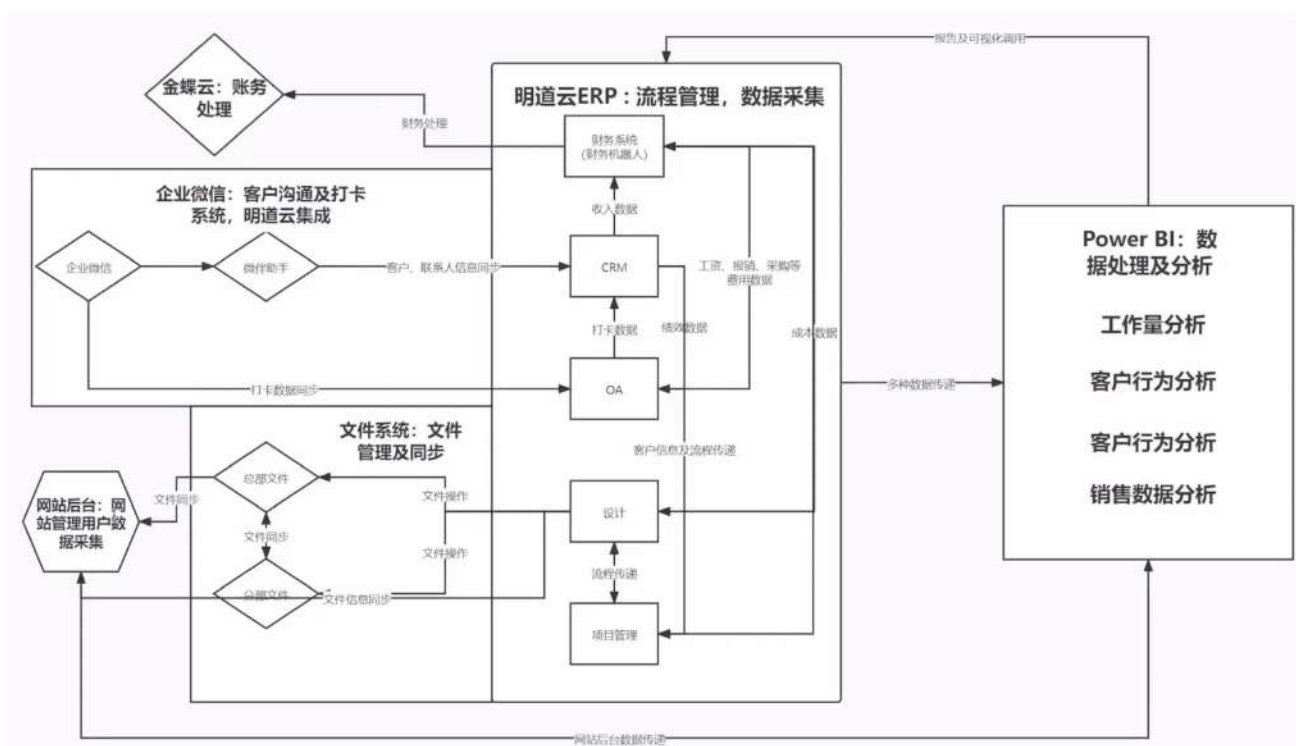 报告及可视化调用
金蝶云：账务
处理
财务处理
明道云ERP：流程管理，数据采集
财务系统
(财务机器人)
企业微信：客户沟通及打卡
系统，明道云集成
收入数据
企业微信
微伴助手
客户、联系人信息同步
CRM
工资、报销、采购等
费用数据
打卡数据
绩效数据
成本数据
打卡数据同步
OA
Power BI：数
据处理及分析
工作量分析
客户行为分析
客户行为分析
销售数据分析
多种数据传递
文件系统：文件
管理及同步
客户信息及流程传递
总部文件
文件操作
文件同步
网站后台：网
站管理用户数
据采集
设计
文件同步
文件操作
流程传递
分部文件
文件信息同步
项目管理
网站后台数据传递